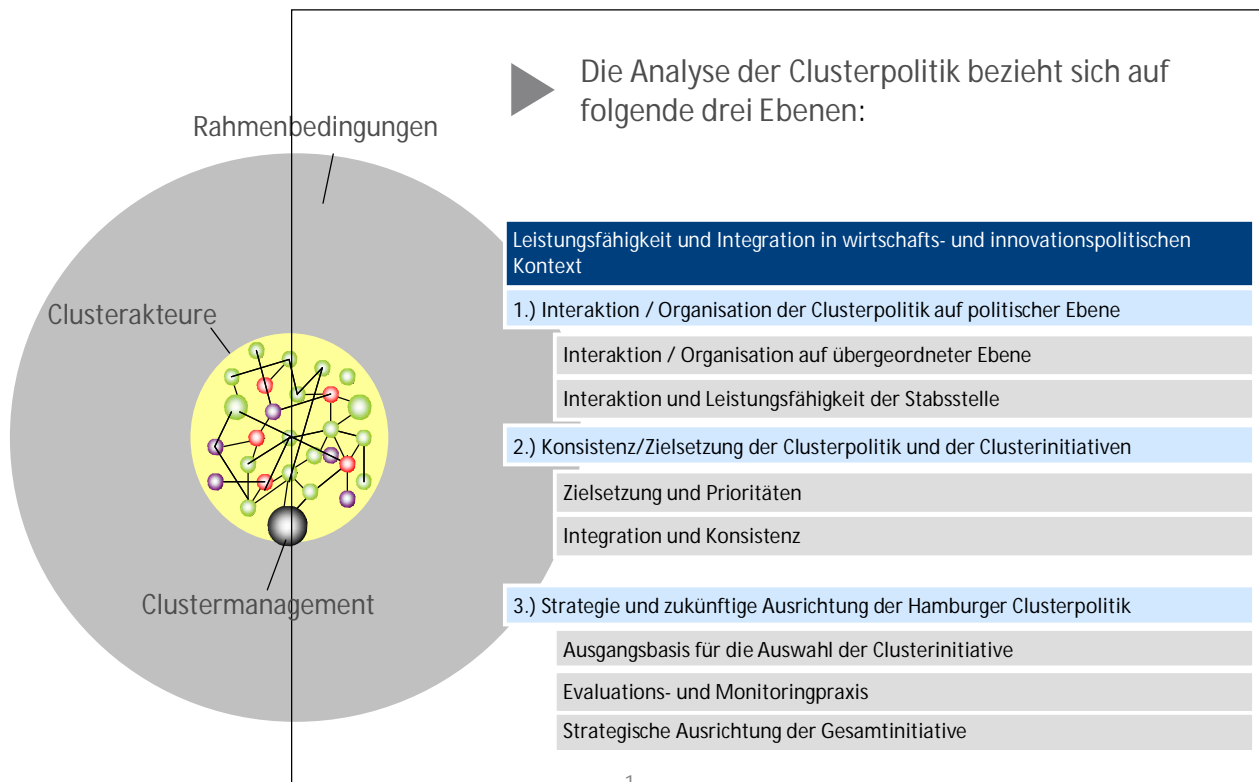 Die Analyse der Clusterpolitik bezieht sich auf
folgende drei Ebenen:
Rahmenbedingungen
Clusterakteure
Clustermanagement
Leistungsfähigkeit und Integration in wirtschafts- und innovationspolitischen
Kontext
1.) Interaktion / Organisation der Clusterpolitik auf politischer Ebene
Interaktion / Organisation auf übergeordneter Ebene
Interaktion und Leistungsfähigkeit der Stabsstelle
2.) Konsistenz/Zielsetzung der Clusterpolitik und der Clusterinitiativen
Zielsetzung und Prioritäten
Integration und Konsistenz
3.) Strategie und zukünftige Ausrichtung der Hamburger Clusterpolitik
Ausgangsbasis für die Auswahl der Clusterinitiative
Evaluations- und Monitoringpraxis
Strategische Ausrichtung der Gesamtinitiative
1